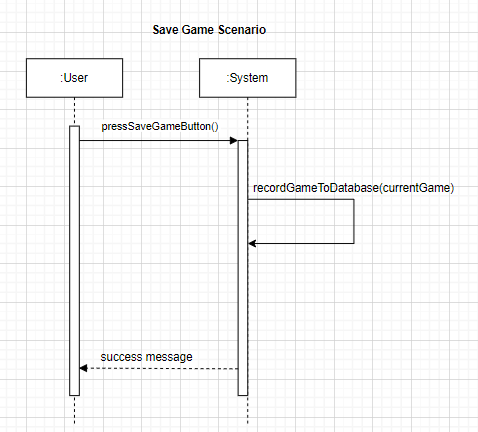 Save Game Scenario
:User
:System
pressSaveGameButton()
recordGameToDatabase(currentGame)
success message